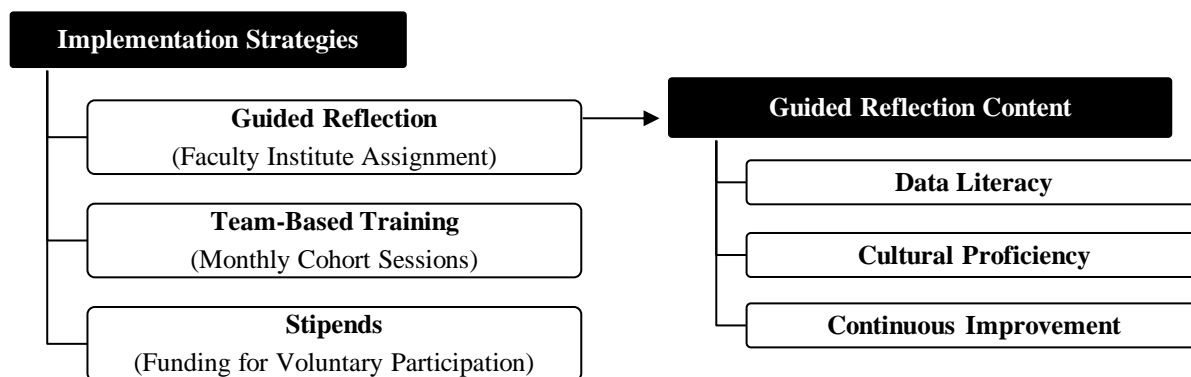 Implementation Strategies
Guided Reflection
(Faculty Institute Assignment)
Team-Based Training
(Monthly Cohort Sessions)
Stipends
(Funding for Voluntary Participation)
Guided Reflection Content
Data Literacy
Cultural Proficiency
Continuous Improvement